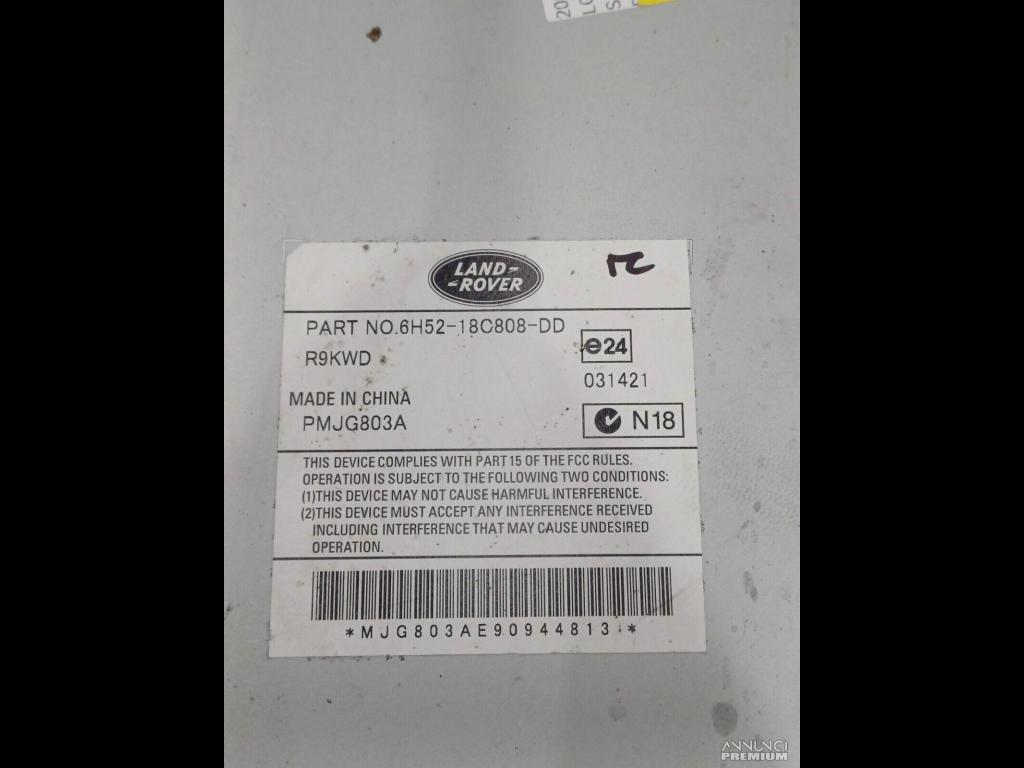 20
LAND-
-ROVER
PART NO.6H52-18C808-DD
R9KWD
e24
031421
MADE IN CHINA
PMJG803A
N18
THIS DEVICE COMPLIES WITH PART 15 OF THE FCC RULES.
OPERATION IS SUBJECT TO THE FOLLOWING TWO CONDITIONS:
(1)THIS DEVICE MAY NOT CAUSE HARMFUL INTERFERENCE.
(2)THIS DEVICE MUST ACCEPT ANY INTERFERENCE RECEIVED
INCLUDING INTERFERENCE THAT MAY CAUSE UNDESIRED
OPERATION.
*MJG803AE90944813*
ANNUNCI
PREMIUM